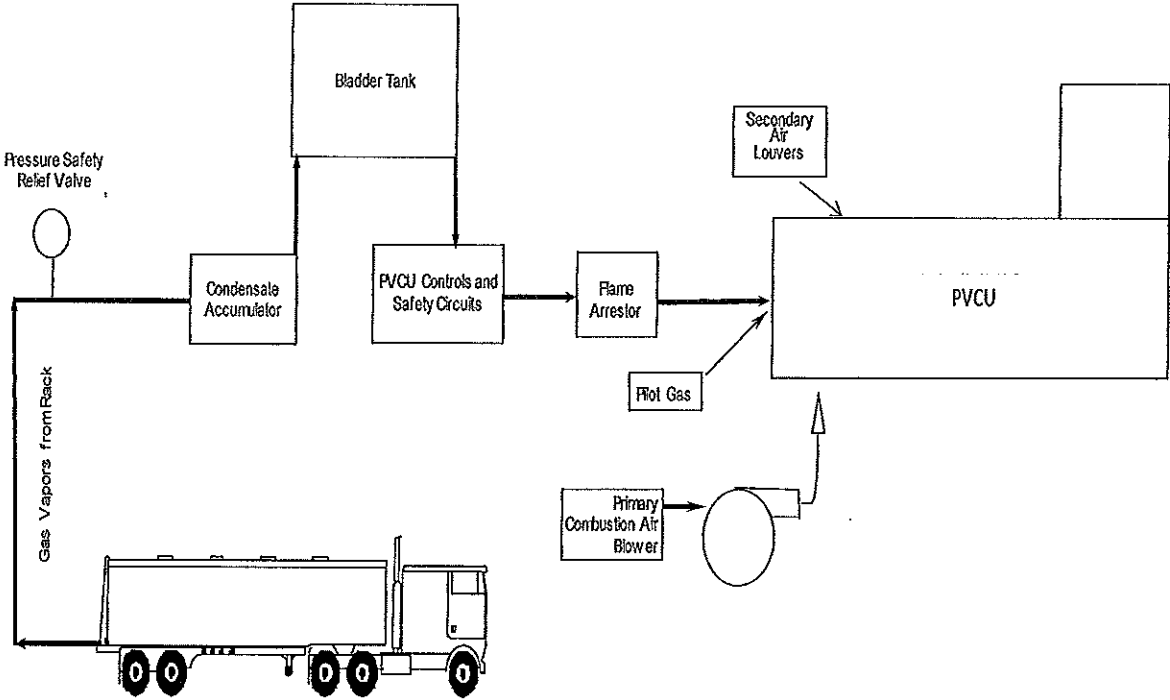 Bladder Tank
Secondary
Air
Louvers
Pressure Safety
Relief Valve
Condensate
Accumulator
PVCU Controls and
Safety Circuits
Flame
Arrestor
PVCU
Pilot Gas
Gas Vapors from Rack
Primary
Combustion Air
Blower